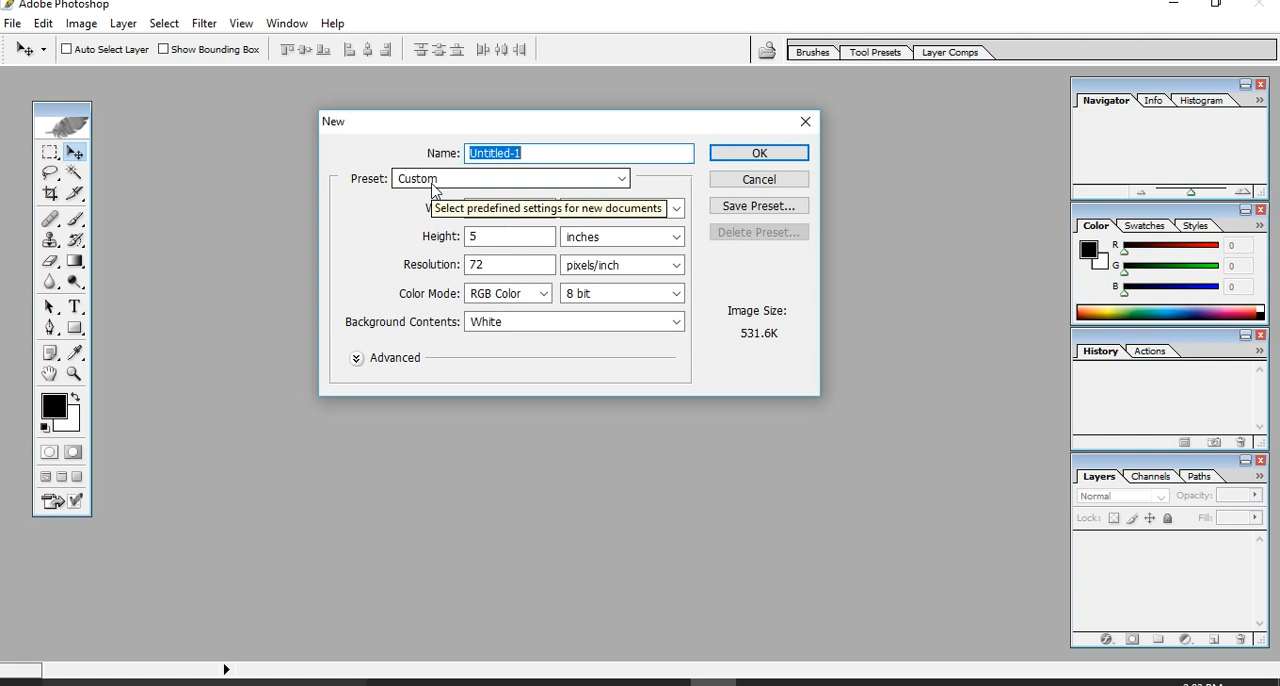 Adobe Photoshop
File Edit Image Layer Select Filter View Window Help
Auto Select Layer Show Bounding Box Brushes Tool Presets Layer Comps
New
Name: Untitled-1 OK
Preset: Custom Cancel
Select predefined settings for new documents Save Preset...
Height: 5 inches Delete Preset...
Resolution: 72 pixels/inch
Color Mode: RGB Color 8 bit
Background Contents: White
Image Size:
531.6K
Advanced
Navigator Info Histogram
Color Swatches Styles
R 0
G 0
B 0
History Actions
Layers Channels Paths
Normal Opacity:
Lock: Fill: